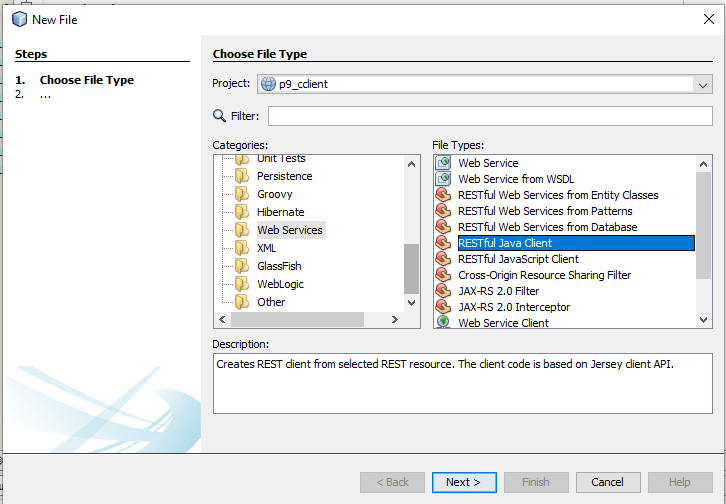 New File
Steps
1. Choose File Type
2. ...
Choose File Type
Project: p9_cclient
Filter:
Categories:
Unit Tests
Persistence
Groovy
Hibernate
Web Services
XML
GlassFish
WebLogic
Other
File Types:
Web Service
Web Service from WSDL
RESTful Web Services from Entity Classes
RESTful Web Services from Patterns
RESTful Web Services from Database
RESTful Java Client
RESTful JavaScript Client
Cross-Origin Resource Sharing Filter
JAX-RS 2.0 Filter
JAX-RS 2.0 Interceptor
Web Service Client
Description:
Creates REST client from selected REST resource. The client code is based on Jersey client API.
< Back Next > Finish Cancel Help